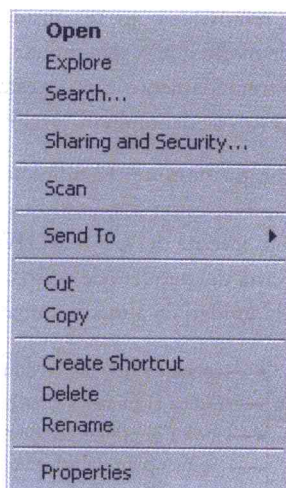 Open
Explore
Search...
Sharing and Security...
Scan
Send To
Cut
Copy
Create Shortcut
Delete
Rename
Properties